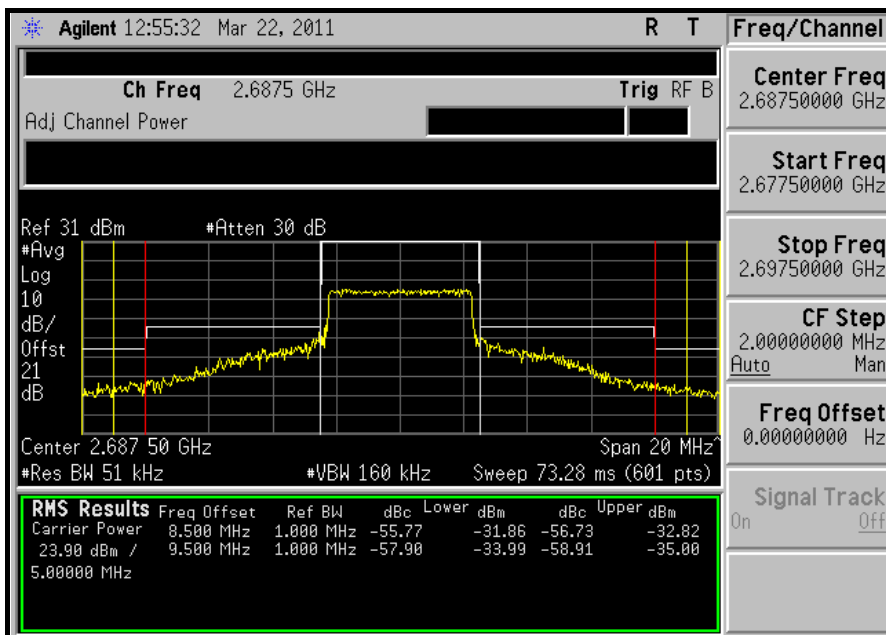 Agilent 12:55:32 Mar 22, 2011 R T
Ch Freq 2.6875 GHz Trig RF B
Adj Channel Power
Ref 31 dBm #Atten 30 dB
#Avg
Log
10
dB/
Offst
21
dB
Center 2.687 50 GHz Span 20 MHz^
#Res BW 51 kHz #VBW 160 kHz Sweep 73.28 ms (601 pts)
RMS Results Freq Offset Ref BW dBc Lower dBm dBc Upper dBm
Carrier Power 8.500 MHz 1.000 MHz -55.77 -31.86 -56.73 -32.82
23.90 dBm / 9.500 MHz 1.000 MHz -57.90 -33.99 -58.91 -35.00
5.00000 MHz
Freq/Channel
Center Freq
2.68750000 GHz
Start Freq
2.67750000 GHz
Stop Freq
2.69750000 GHz
CF Step
2.00000000 MHz
Auto Man
Freq Offset
0.00000000 Hz
Signal Track
On Off